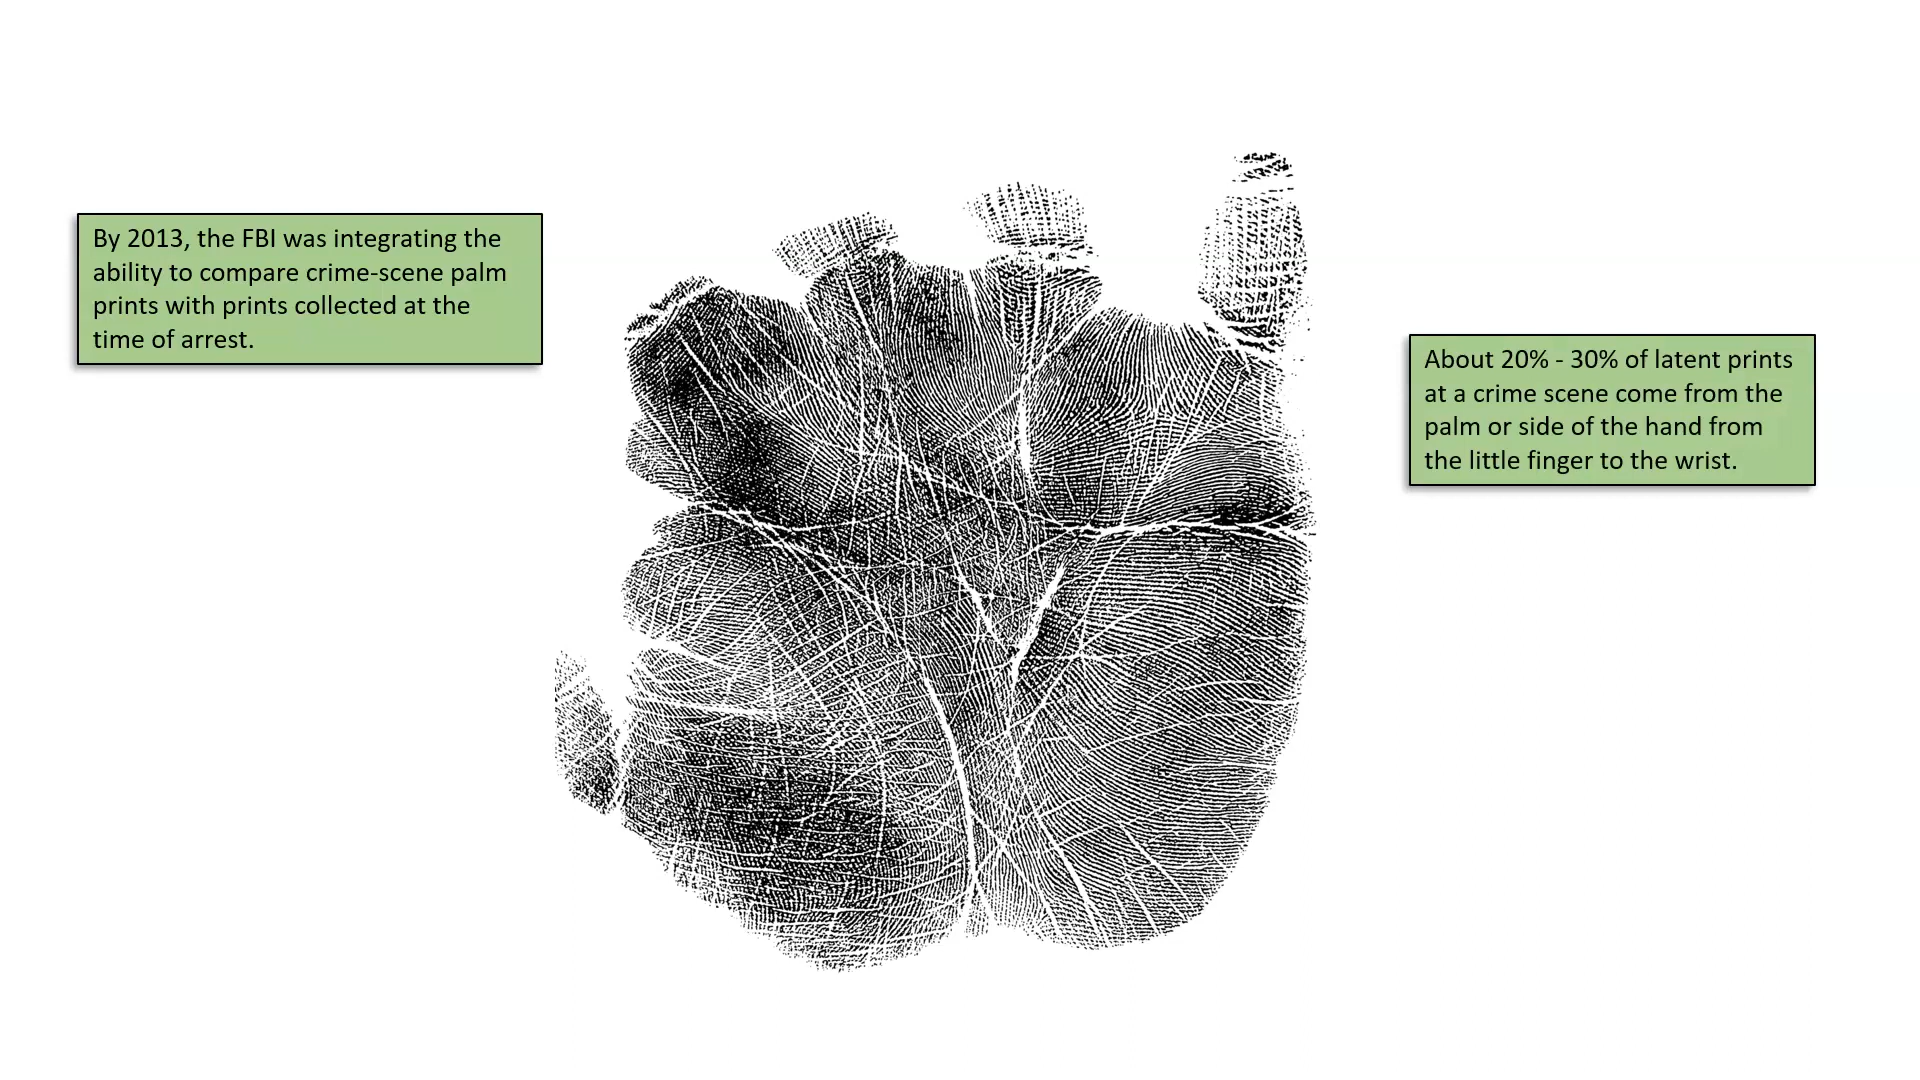 By 2013, the FBI was integrating the
ability to compare crime-scene palm
prints with prints collected at the
time of arrest.
About 20% - 30% of latent prints
at a crime scene come from the
palm or side of the hand from
the little finger to the wrist.